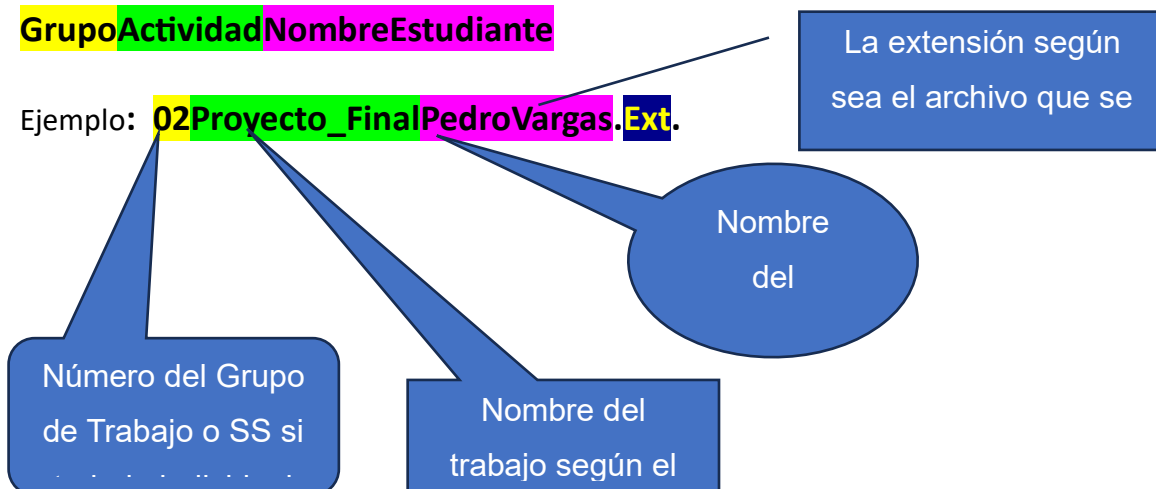 GrupoActividadNombreEstudiante
La extensión según
sea el archivo que se
Ejemplo: 02Proyecto_FinalPedroVargas.Ext.
Nombre
del
Número del Grupo
de Trabajo o SS si
Nombre del
trabajo según el